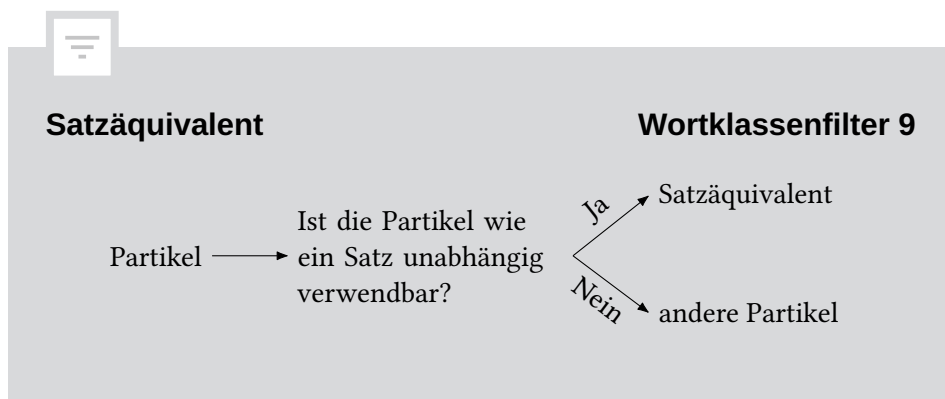 Satzäquivalent
Wortklassenfilter 9
Partikel
Ist die Partikel wie
ein Satz unabhängig
verwendbar?
Ja
Satzäquivalent
Nein
andere Partikel